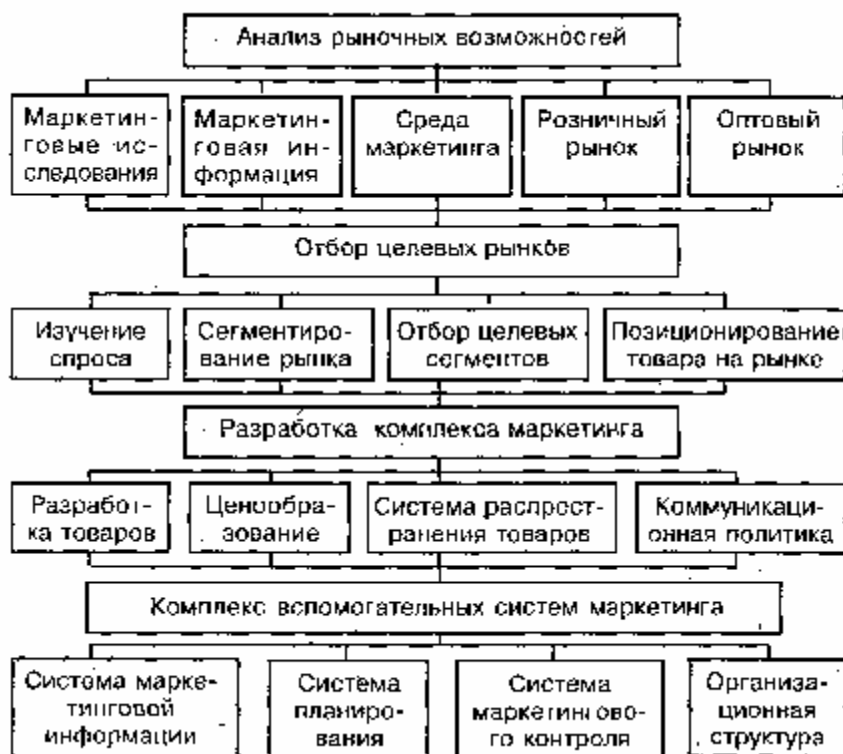 Анализ рыночных возможностей
Маркетин-
говые ис-
следования
Маркетин-
говая ин-
формация
Среда
маркетинга
Розничный
рынок
Оптовый
рынок
Отбор целевых рынков
Изучение
спроса
Сегментиро-
вание рынка
Отбор целевых
сегментов
Позиционирование
товара на рынке
Разработка комплекса маркетинга
Разработ-
ка товаров
Ценообра-
зование
Система распрост-
ранения товаров
Коммуникаци-
онная политика
Комплекс вспомогательных систем маркетинга
Система марке-
тинговой
информации
Система
планиро-
вания
Система
маркетингово-
го контроля
Организа-
ционная
структура